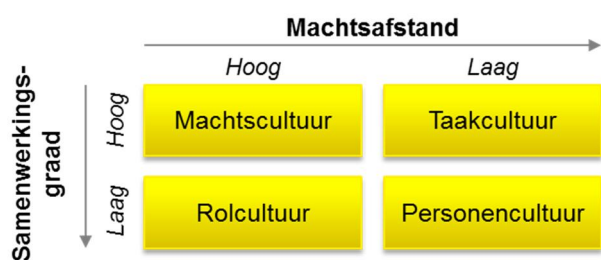 Machtsafstand
Hoog Laag
Samenwerkings-
graad
Hoog
Machtscultuur Taakcultuur
Laag
Rolcultuur Personencultuur